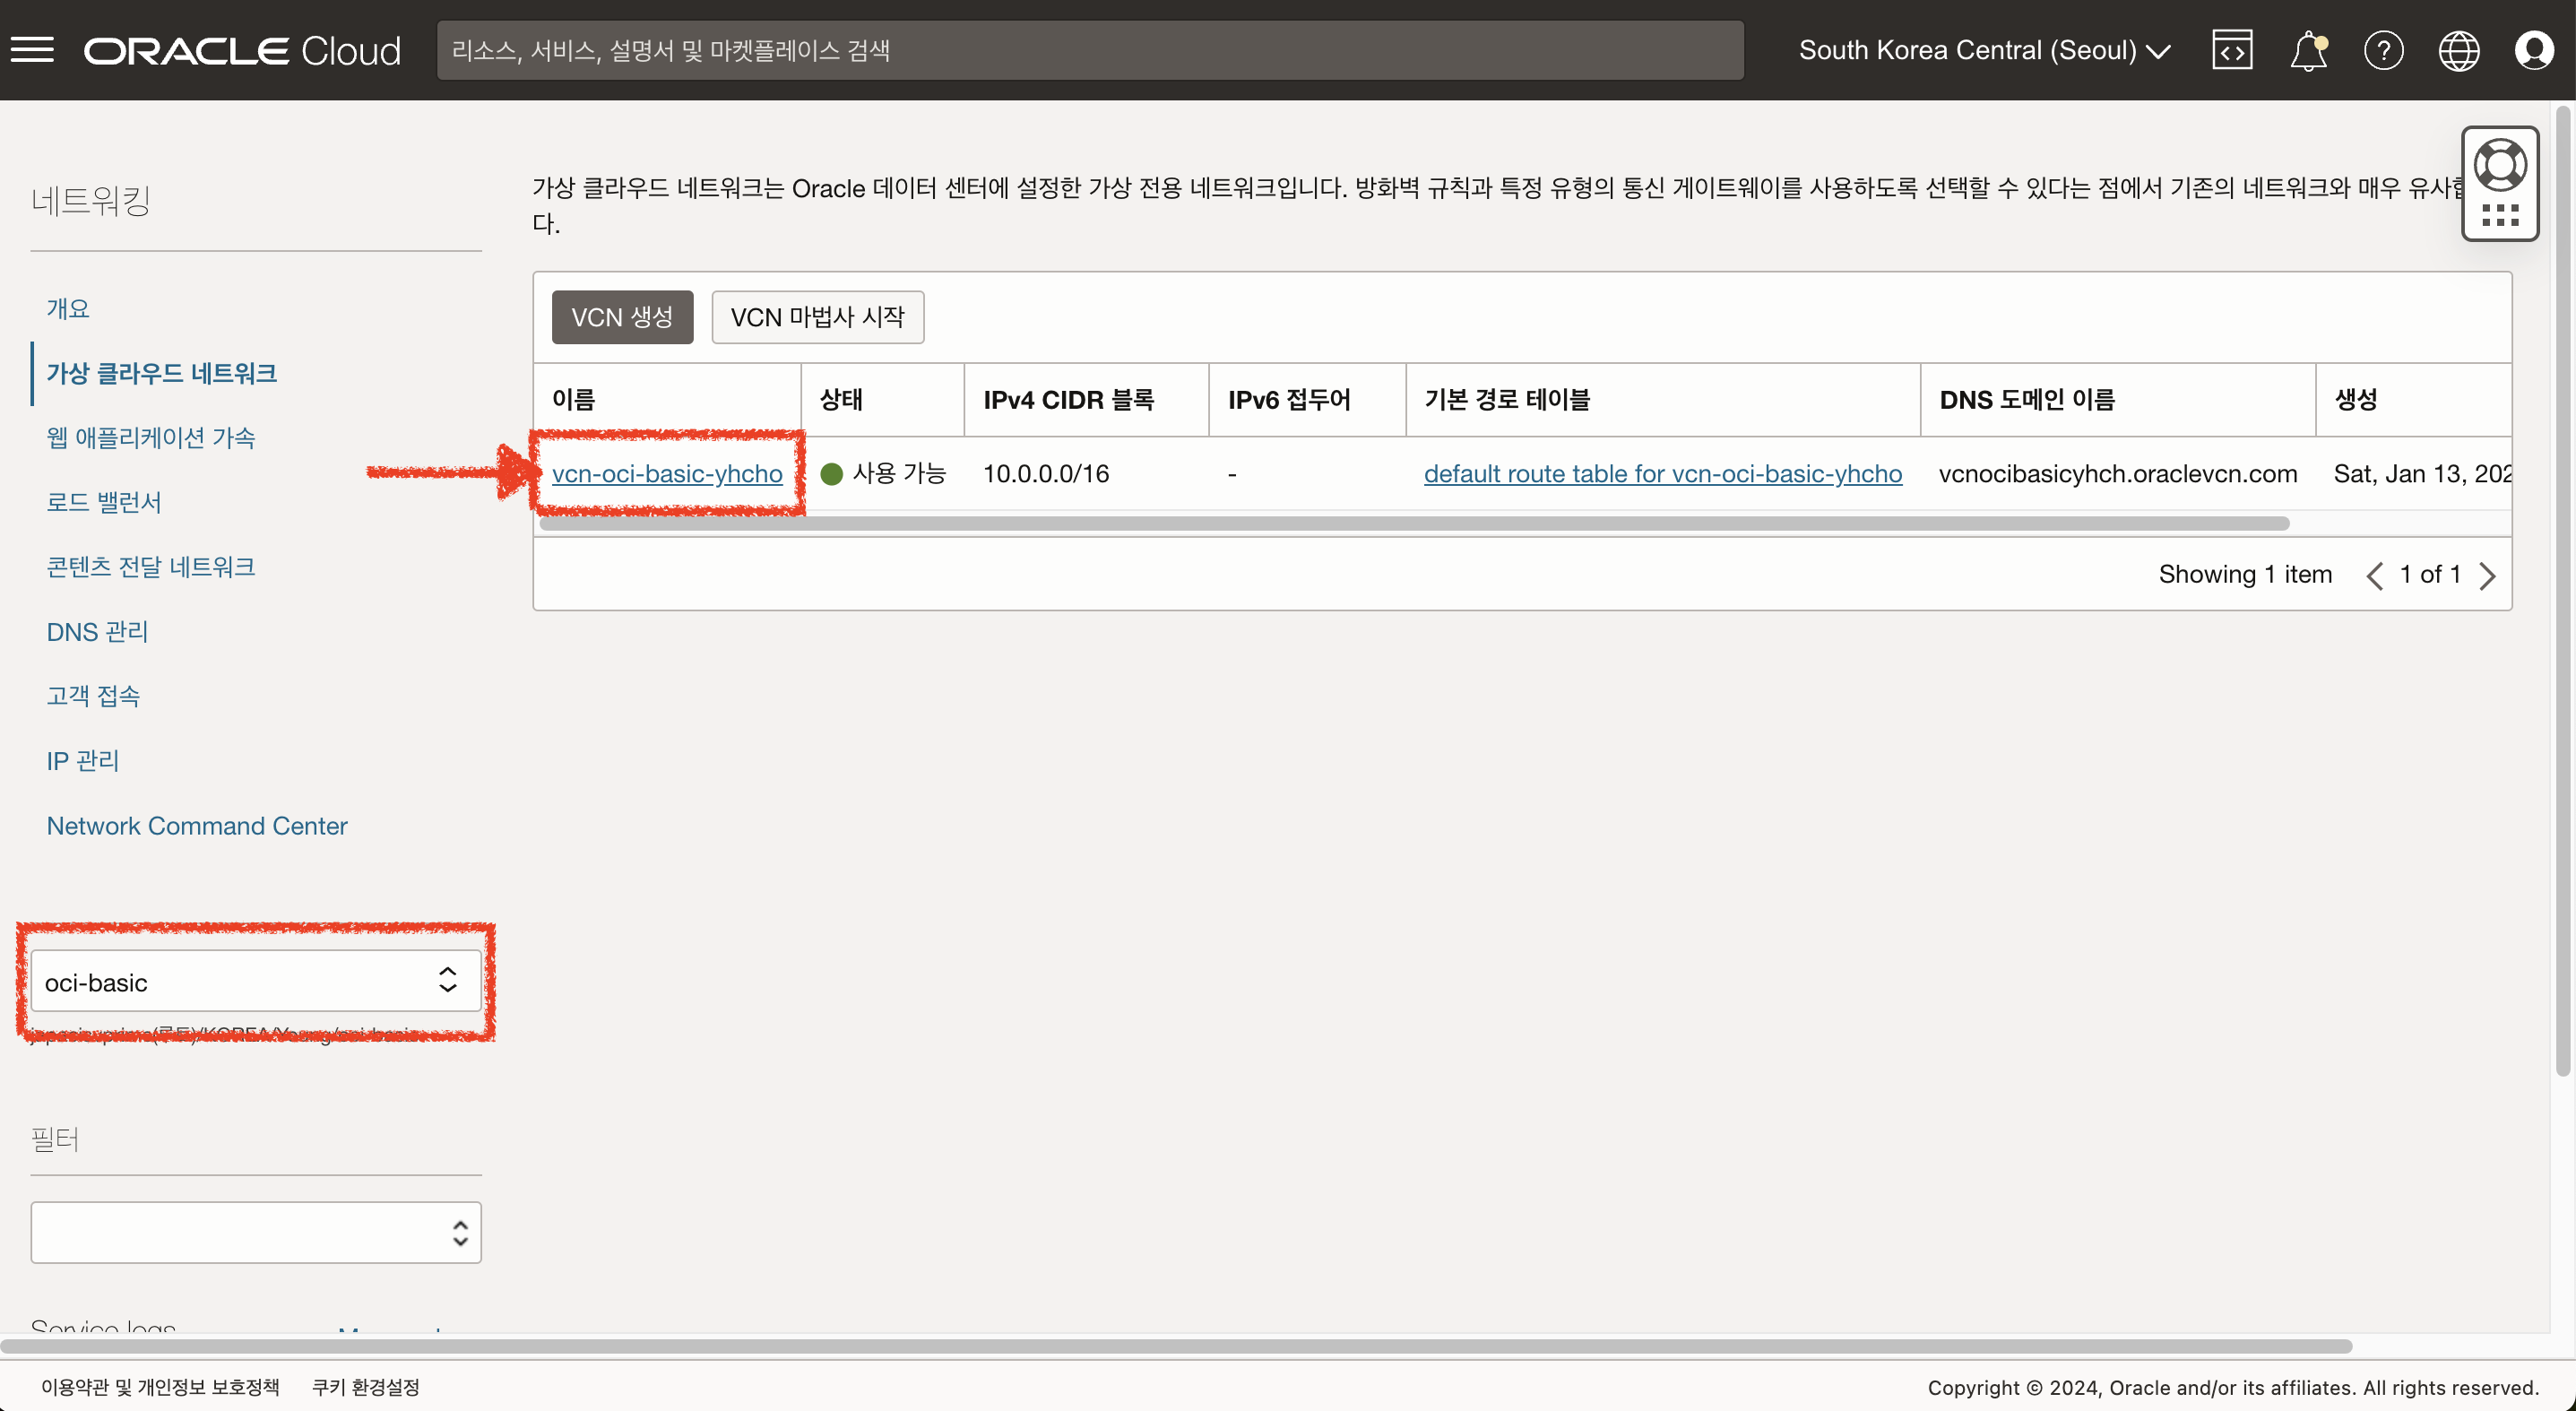 ORACLE Cloud
리소스, 서비스, 설명서 및 마켓플레이스 검색
South Korea Central (Seoul)
네트워킹
개요
가상 클라우드 네트워크
웹 애플리케이션 가속
로드 밸런서
콘텐츠 전달 네트워크
DNS 관리
고객 접속
IP 관리
Network Command Center
oci-basic
(루트)/KOREA/Young/oci-basic
필터
Service logs
가상 클라우드 네트워크는 Oracle 데이터 센터에 설정한 가상 전용 네트워크입니다. 방화벽 규칙과 특정 유형의 통신 게이트웨이를 사용하도록 선택할 수 있다는 점에서 기존의 네트워크와 매우
다.
VCN 생성 VCN 마법사 시작
이름 상태 IPv4 CIDR 블록 IPv6 접두어 기본 경로 테이블 DNS 도메인 이름 생성
vcn-oci-basic-yhcho 사용 가능 10.0.0.0/16 - default route table for vcn-oci-basic-yhcho vcnocibasicyhch.oraclevcn.com Sat, Jan 13, 202
Showing 1 item 1 of 1
이용약관 및 개인정보 보호정책 쿠키 환경설정
Copyright © 2024, Oracle and/or its affiliates. All rights reserved.